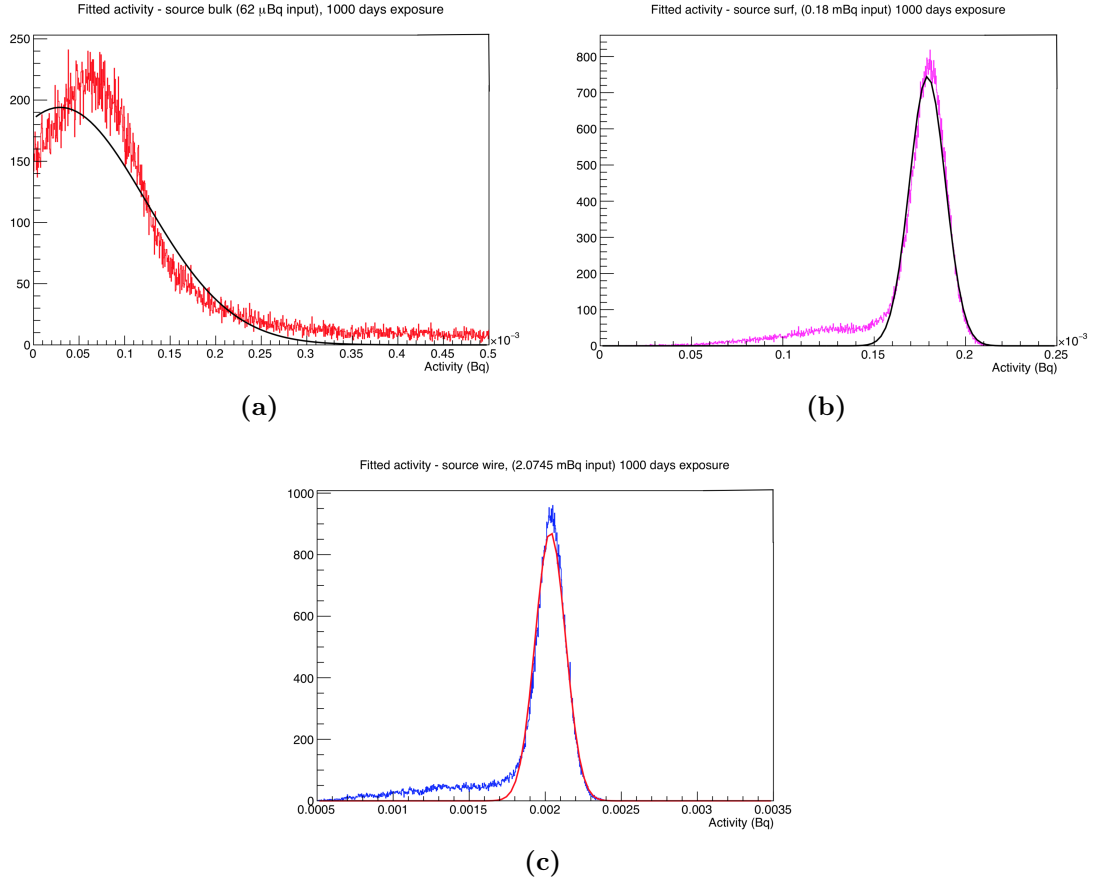 Fitted activity - source bulk (62 μBq input), 1000 days exposure
250
200
150
100
50
0
0 0.05 0.1 0.15 0.2 0.25 0.3 0.35 0.4 0.45 0.5
×10⁻³
Activity (Bq)
(a)
Fitted activity - source surf, (0.18 mBq input) 1000 days exposure
800
700
600
500
400
300
200
100
0
0 0.05 0.1 0.15 0.2 0.25
×10⁻³
Activity (Bq)
(b)
Fitted activity - source wire, (2.0745 mBq input) 1000 days exposure
1000
800
600
400
200
0
0.0005 0.001 0.0015 0.002 0.0025 0.003 0.0035
Activity (Bq)
(c)